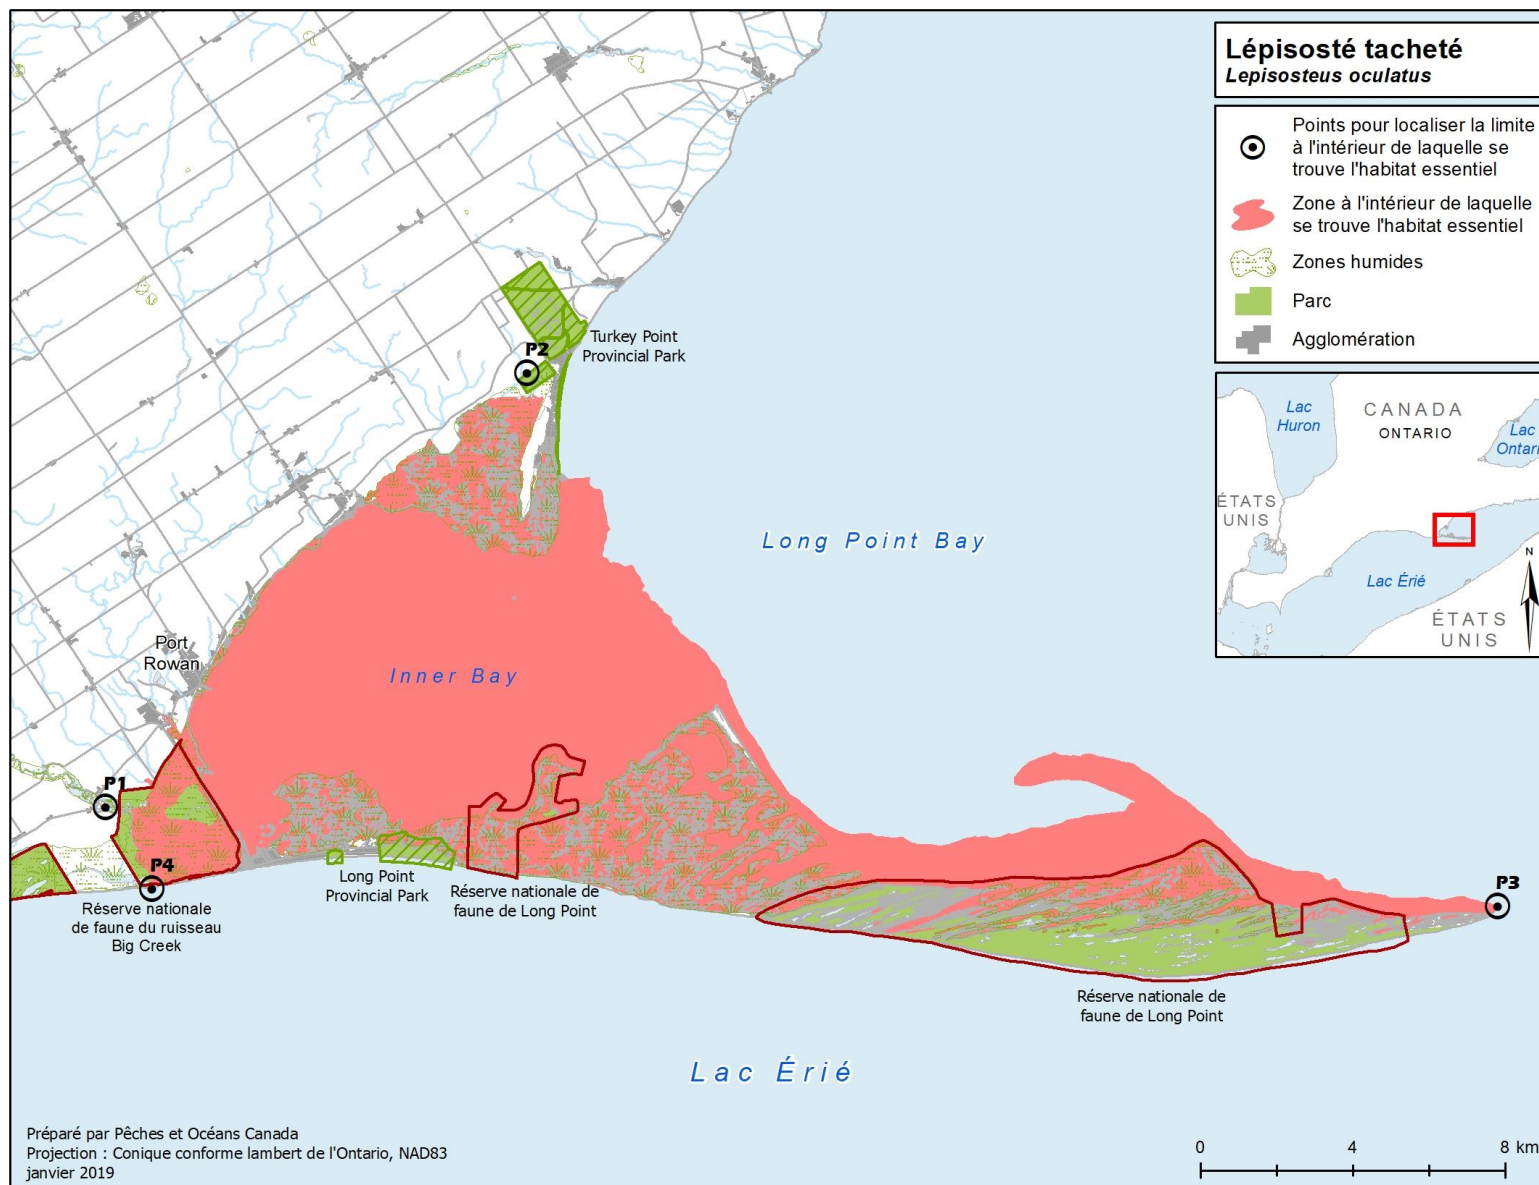 Lépisosté tacheté
Lepisosteus oculatus
Points pour localiser la limite
à l'intérieur de laquelle se
trouve l'habitat essentiel
Zone à l'intérieur de laquelle
se trouve l'habitat essentiel
Zones humides
Parc
Agglomération
Lac
Huron
CANADA
ONTARIO
Lac
Ontari
ÉTATS
UNIS
Lac Érié
ÉTATS
UNIS
N
P2
Turkey Point
Provincial Park
Long Point Bay
Port
Rowan
Inner Bay
P1
P4
Réserve nationale
de faune du ruisseau
Big Creek
Long Point
Provincial Park
Réserve nationale de
faune de Long Point
P3
Réserve nationale de
faune de Long Point
Lac Érié
Préparé par Pêches et Océans Canada
Projection : Conique conforme lambert de l'Ontario, NAD83
janvier 2019
0 4 8 km